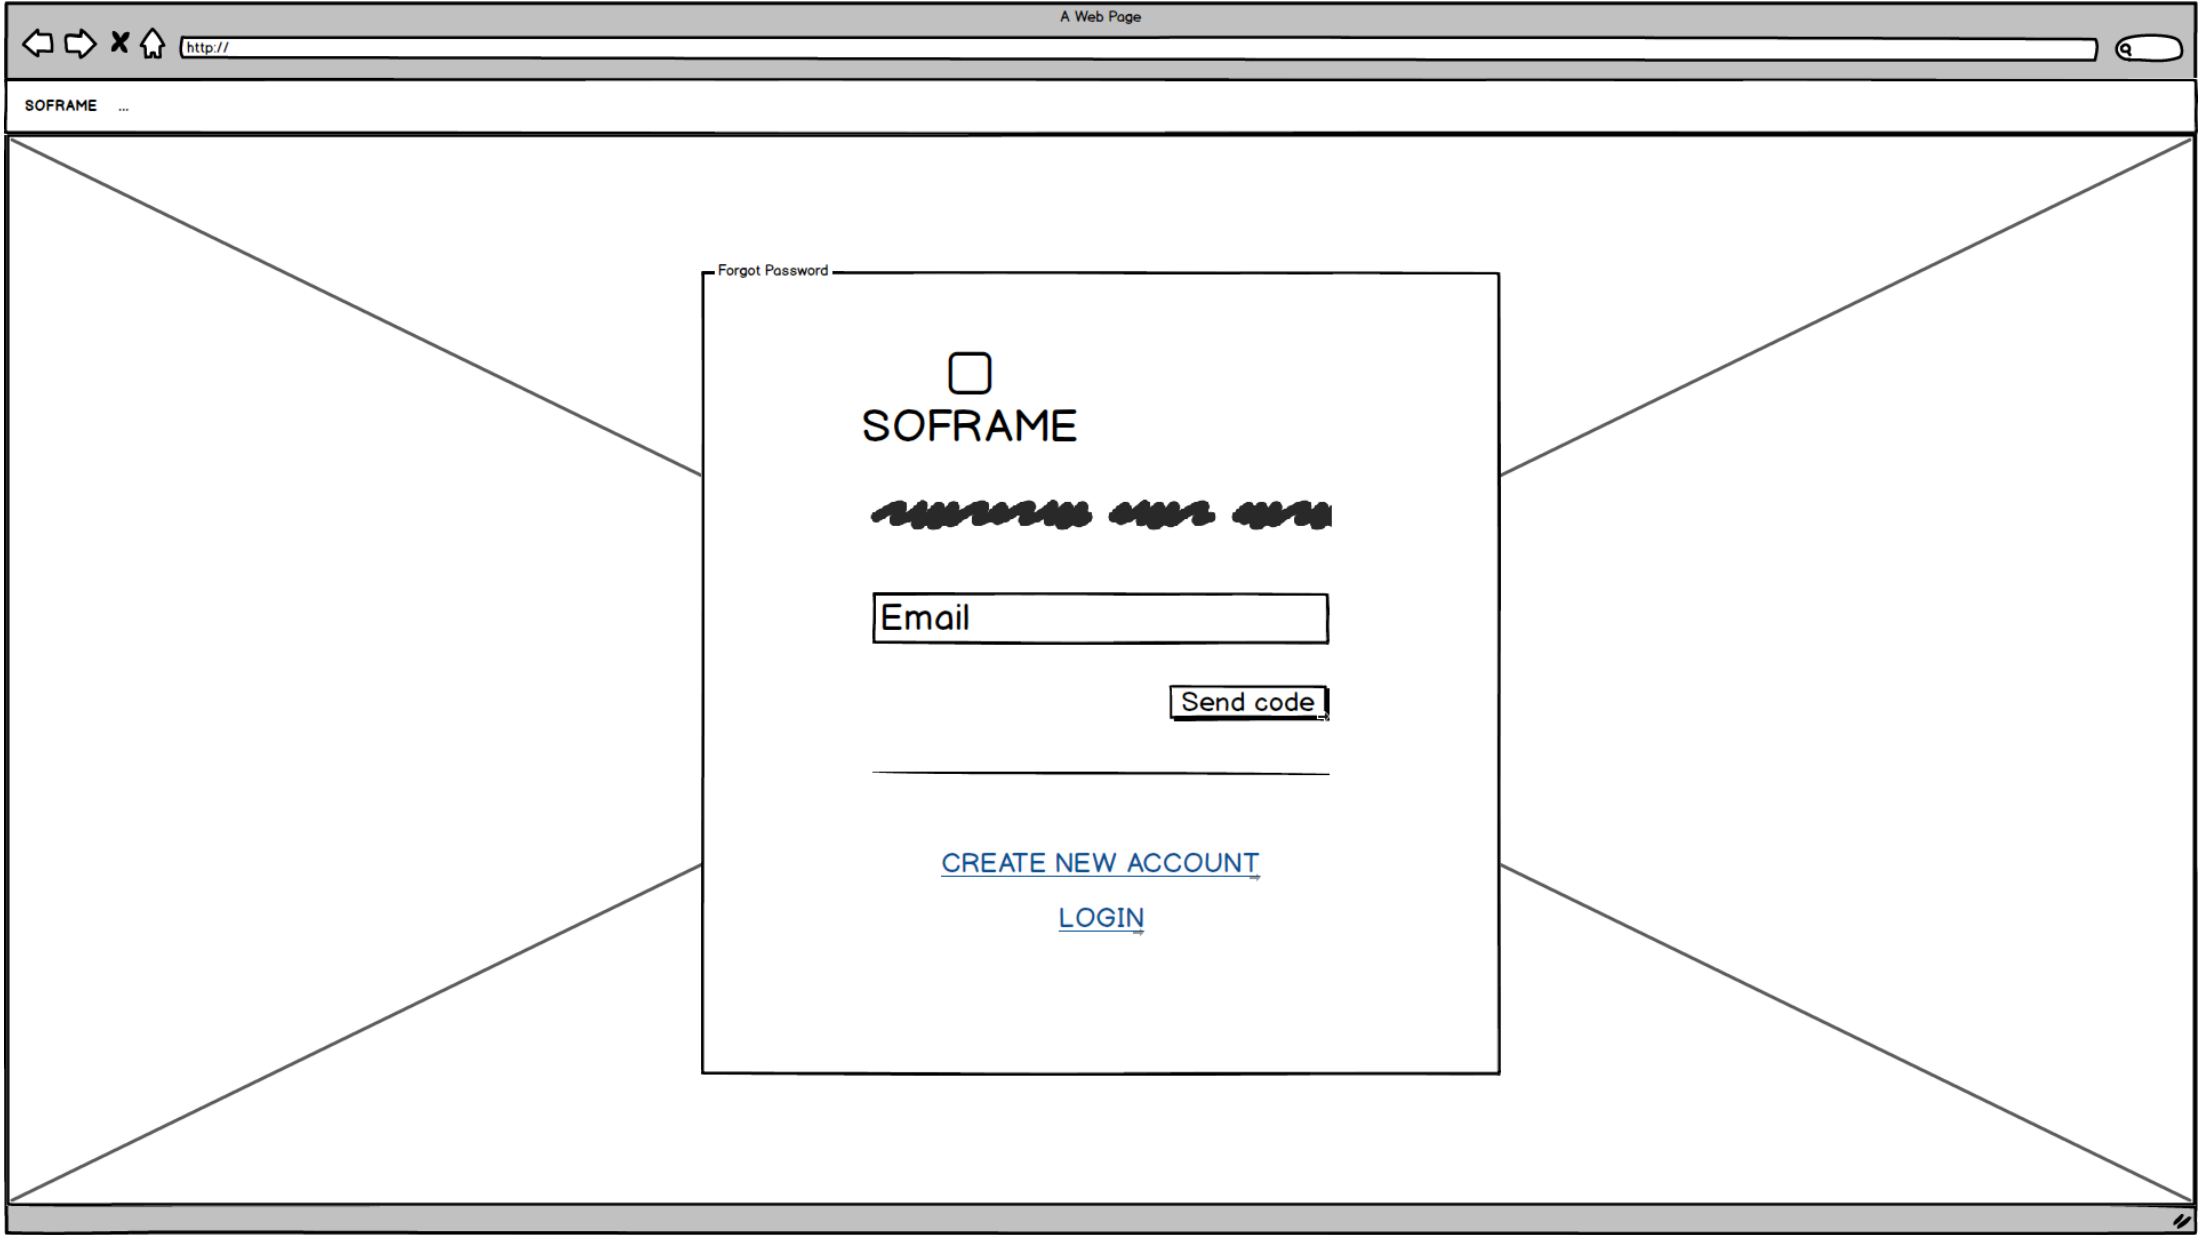 A Web Page
http://
SOFRAME ...
Forgot Password
SOFRAME
Email
Send code
CREATE NEW ACCOUNT
LOGIN